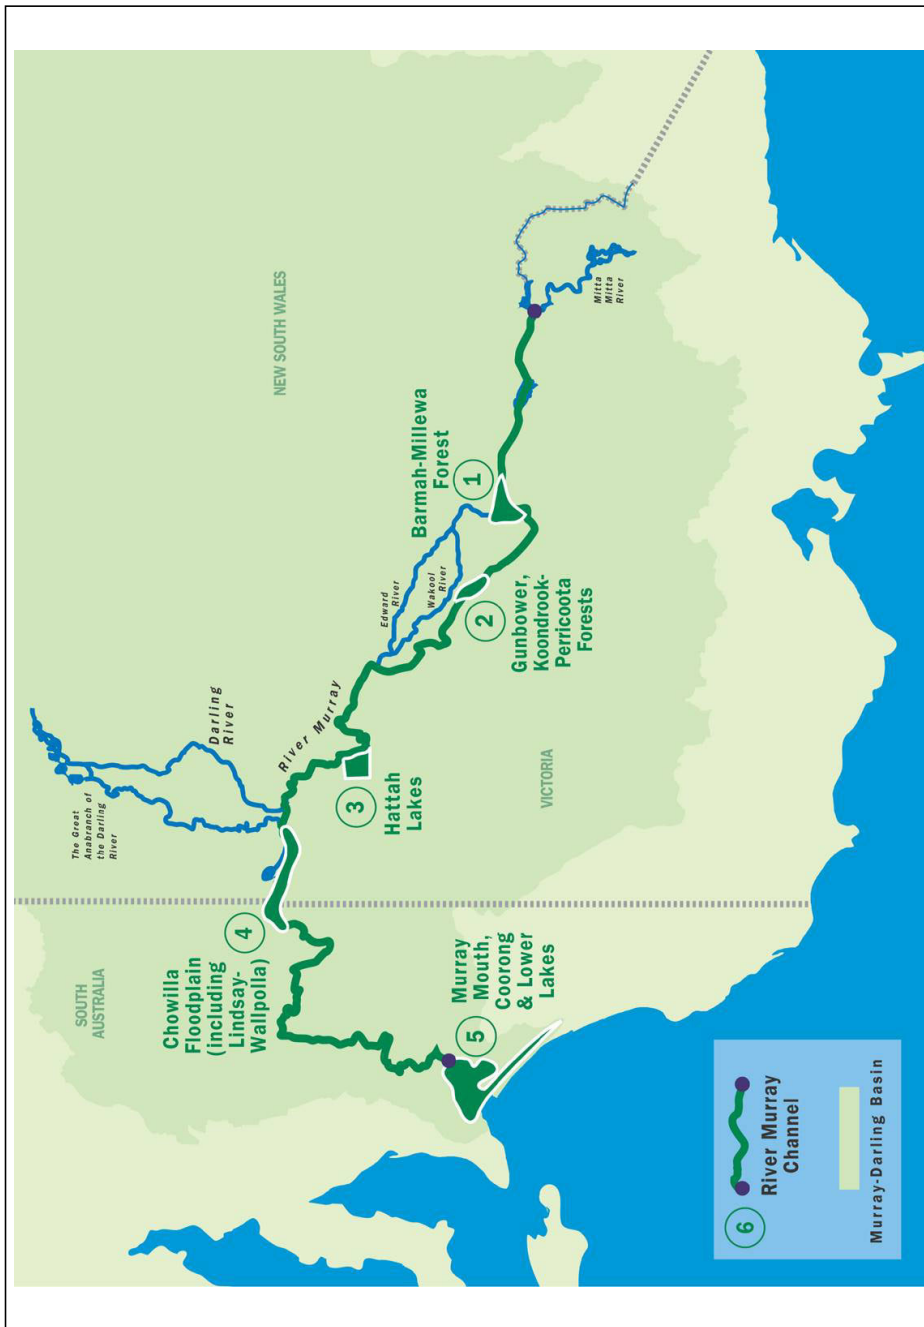 SOUTH
AUSTRALIA
The Great
Anabranch of
the Darling
River
Darling
River
NEW SOUTH WALES
River Murray
4
Chowilla
Floodplain
(including
Lindsay-
Wallpolla)
3
Hattah
Lakes
Edward
River
Wakool
River
Barmah-Millewa
Forest
1
2
Gunbower,
Koondrook-
Perricoota
Forests
Mitta
Mitta
River
VICTORIA
5
Murray
Mouth,
Coorong
& Lower
Lakes
6
River Murray
Channel
Murray-Darling Basin